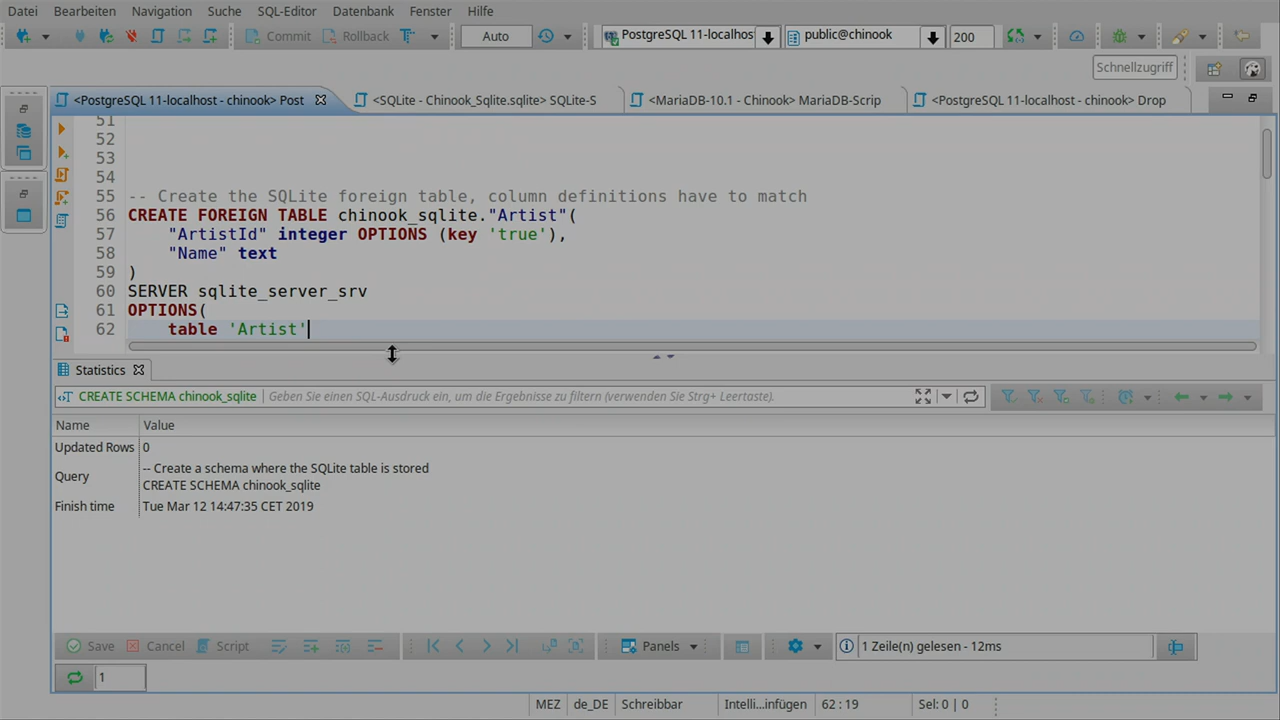 Datei Bearbeiten Navigation Suche SQL-Editor Datenbank Fenster Hilfe
Commit Rollback Auto PostgreSQL 11-localhost public@chinook 200
Schnellzugriff
<PostgreSQL 11-localhost - chinook> Post <SQLite - Chinook_Sqlite.sqlite> SQLite-S <MariaDB-10.1 - Chinook> MariaDB-Scrip <PostgreSQL 11-localhost - chinook> Drop
51
52
53
54
55 -- Create the SQLite foreign table, column definitions have to match
56 CREATE FOREIGN TABLE chinook_sqlite."Artist"(
57 "ArtistId" integer OPTIONS (key 'true'),
58 "Name" text
59 )
60 SERVER sqlite_server_srv
61 OPTIONS(
62 table 'Artist'
Statistics
CREATE SCHEMA chinook_sqlite Geben Sie einen SQL-Ausdruck ein, um die Ergebnisse zu filtern (verwenden Sie Strg+ Leertaste).
Name Value
Updated Rows 0
Query -- Create a schema where the SQLite table is stored
CREATE SCHEMA chinook_sqlite
Finish time Tue Mar 12 14:47:35 CET 2019
Save Cancel Script Panels 1 Zeile(n) gelesen - 12ms
1
MEZ de_DE Schreibbar Intelli...infügen 62 : 19 Sel: 0 | 0